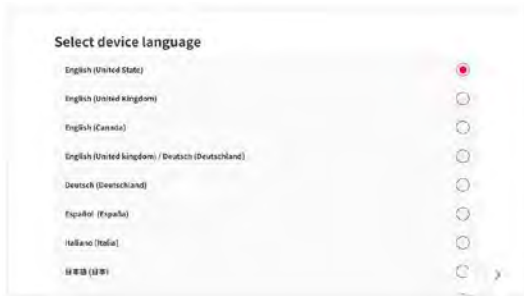 Select device language
English (United State)
English (United Kingdom)
English (Canada)
English (United kingdom) / Deutsch (Deutschland)
Deutsch (Deutschland)
Español (España)
Italiano (Italia)
日本語 (日本)